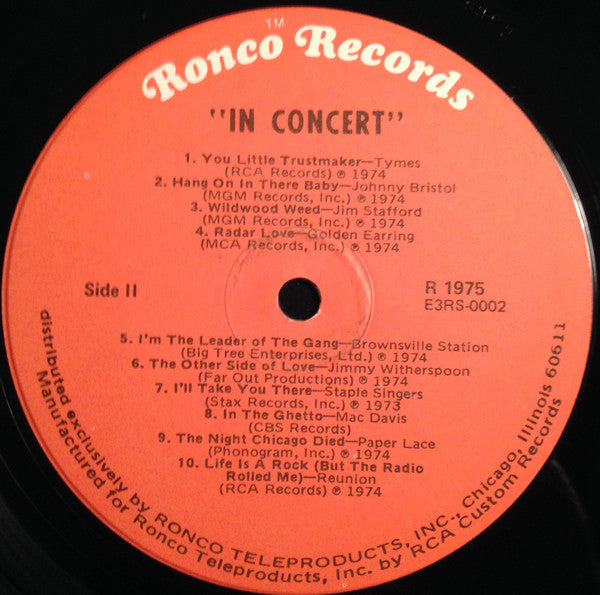 Ronco Records™
"IN CONCERT"
1. You Little Trustmaker—Tymes
(RCA Records) ℗ 1974
2. Hang On In There Baby—Johnny Bristol
(MGM Records, Inc.) ℗ 1974
3. Wildwood Weed—Jim Stafford
(MGM Records, Inc.) ℗ 1974
4. Radar Love—Golden Earring
(MCA Records, Inc.) ℗ 1974
Side II
R 1975
E3RS-0002
5. I'm The Leader of The Gang—Brownsville Station
(Big Tree Enterprises, Ltd.) ℗ 1974
6. The Other Side of Love—Jimmy Witherspoon
(Far Out Productions) ℗ 1974
7. I'll Take You There—Staple Singers
(Stax Records, Inc.) ℗ 1973
8. In The Ghetto—Mac Davis
(CBS Records)
9. The Night Chicago Died—Paper Lace
(Phonogram, Inc.) ℗ 1974
10. Life Is A Rock (But The Radio
Rolled Me)—Reunion
(RCA Records) ℗ 1974
distributed exclusively by RONCO TELEPRODUCTS, INC., Chicago, Illinois 60611
Manufactured for Ronco Teleproducts, Inc. by RCA Custom Records